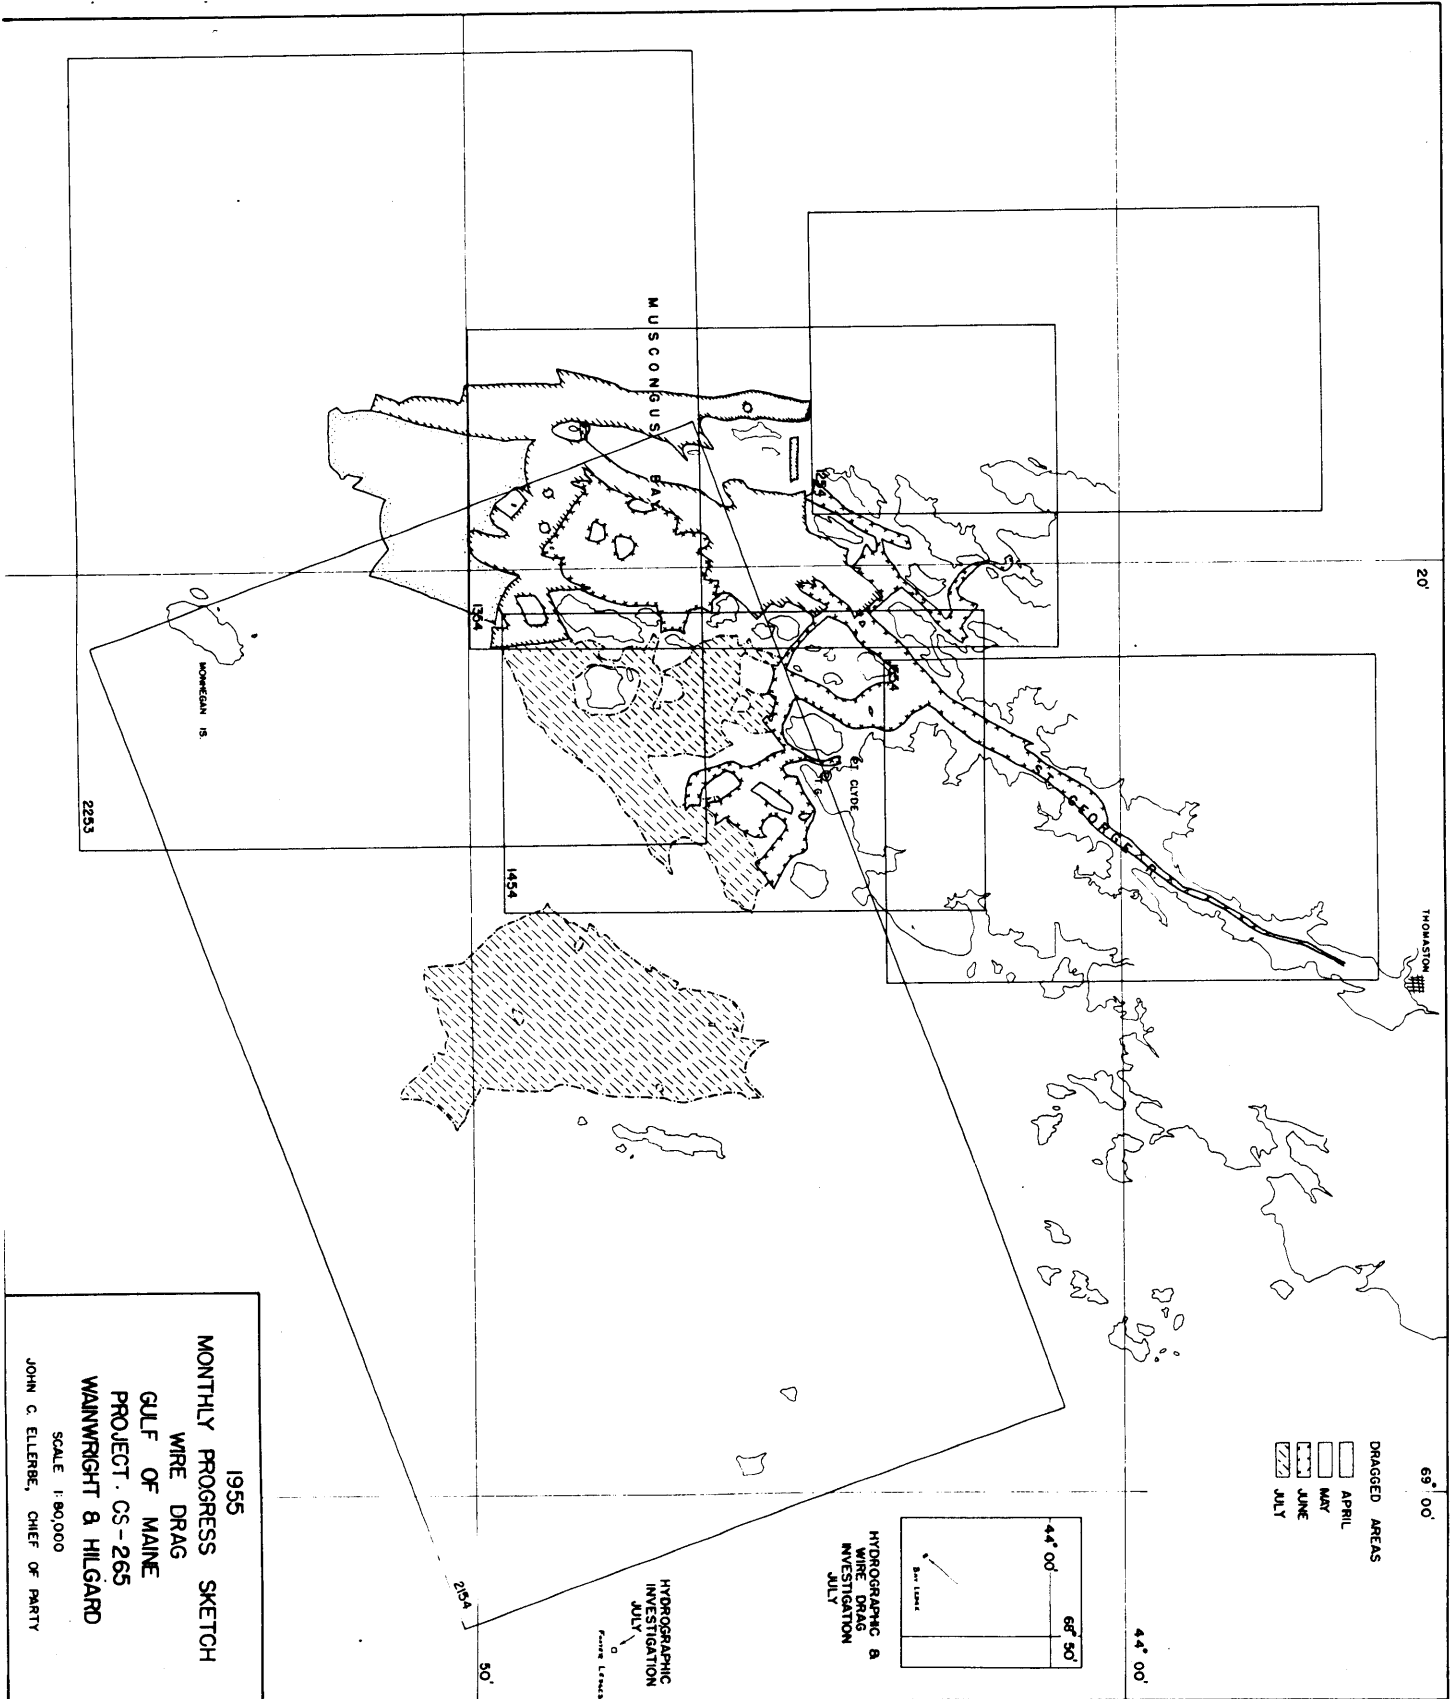 THOMASTON
20'
69° 00'
DRAGGED AREAS
APRIL
MAY
JUNE
JULY
44° 00'
ST. GEORGE R.
68° 50'
44° 00'
HYDROGRAPHIC &
WIRE DRAG
INVESTIGATION
JULY
PT CLYDE
T G
1254
MUSCONGUS BAY
HYDROGRAPHIC
INVESTIGATION
JULY
1454
1354
50'
2154
MONHEGAN IS.
2253
1955
MONTHLY PROGRESS SKETCH
WIRE DRAG
GULF OF MAINE
PROJECT. CS-265
WAINWRIGHT & HILGARD
SCALE 1:80,000
JOHN C. ELLERBE, CHIEF OF PARTY